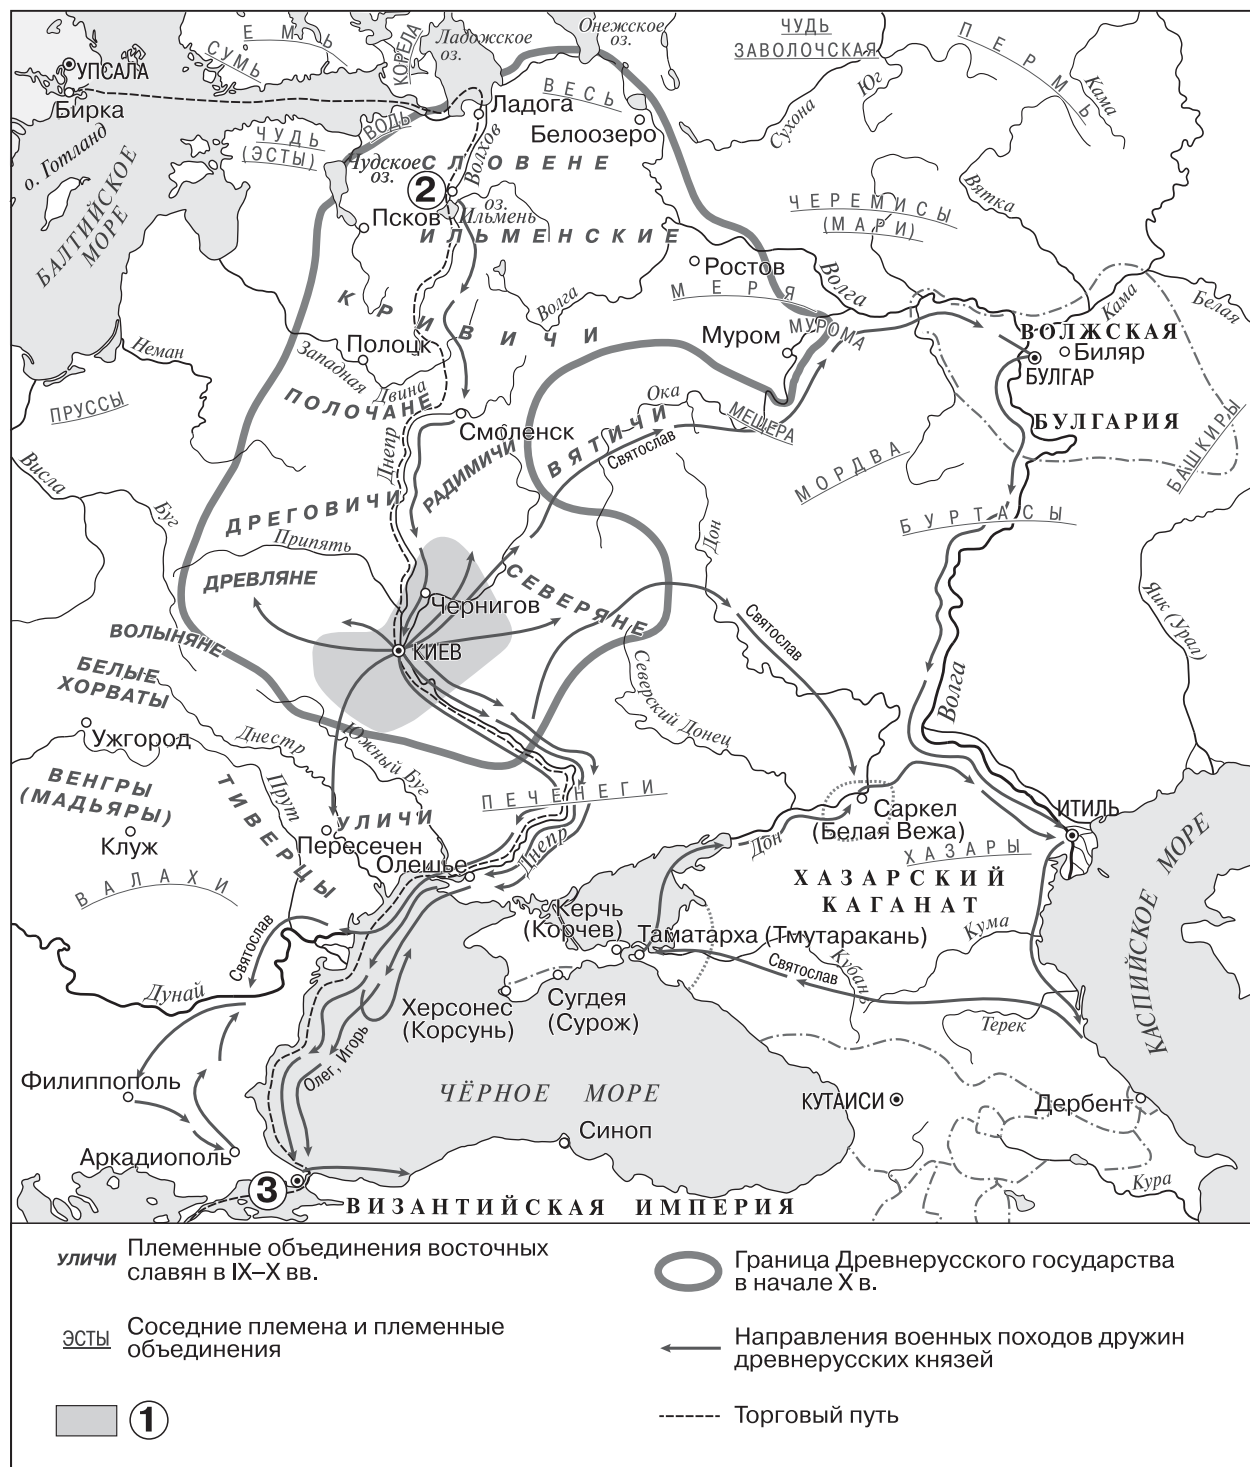 ЕМЬ
СУМЬ
КОРЕЛА
Ладожское
оз.
Онежское
оз.
ЧУДЬ
ЗАВОЛОЧСКАЯ
ПЕРМЬ
Кама
УПСАЛА
Бирка
ВЕСЬ
Юг
Сухона
Ладога
Белоозеро
ВОДЬ
ЧУДЬ
(ЭСТЫ)
о. Готланд
БАЛТИЙСКОЕ
МОРЕ
Чудское
оз.
Волхов
СЛОВЕНЕ
2
оз.
Ильмень
Псков
ИЛЬМЕНСКИЕ
Вятка
ЧЕРЕМИСЫ
(МАРИ)
Ростов
МЕРЯ
Волга
Волга
Кама
Белая
КРИВИЧИ
Муром
МУРОМА
ВОЛЖСКАЯ
Биляр
БУЛГАР
БУЛГАРИЯ
Неман
Полоцк
Западная
Двина
ПОЛОЧАНЕ
ПРУССЫ
Ока
МЕЩЕРА
Смоленск
Днепр
РАДИМИЧИ
ВЯТИЧИ
Святослав
МОРДВА
БАШКИРЫ
Висла
Буг
ДРЕГОВИЧИ
Припять
Дон
БУРТАСЫ
ДРЕВЛЯНЕ
Чернигов
СЕВЕРЯНЕ
Яик (Урал)
ВОЛЫНЯНЕ
КИЕВ
Святослав
БЕЛЫЕ
ХОРВАТЫ
Северский Донец
Волга
Ужгород
Днестр
Южный Буг
ВЕНГРЫ
(МАДЬЯРЫ)
ТИВЕРЦЫ
Прут
ПЕЧЕНЕГИ
УЛИЧИ
Клуж
Пересечен
Олешье
Днепр
Дон
Саркел
(Белая Вежа)
ИТИЛЬ
ХАЗАРЫ
ХАЗАРСКИЙ
КАГАНАТ
КАСПИЙСКОЕ МОРЕ
ВАЛАХИ
Святослав
Керчь
(Корчев)
Таматарха (Тмутаракань)
Кума
Кубань
Святослав
Дунай
Херсонес
(Корсунь)
Сугдея
(Сурож)
Терек
Олег, Игорь
Филиппополь
ЧЁРНОЕ МОРЕ
КУТАИСИ
Дербент
Синоп
Аркадиополь
Кура
3
ВИЗАНТИЙСКАЯ ИМПЕРИЯ
УЛИЧИ
Племенные объединения восточных
славян в IX–X вв.
ЭСТЫ
Соседние племена и племенные
объединения
1
Граница Древнерусского государства
в начале X в.
Направления военных походов дружин
древнерусских князей
Торговый путь